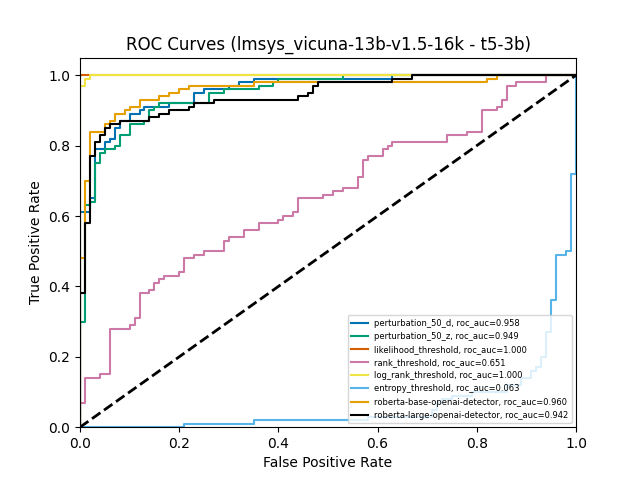 ROC Curves (lmsys_vicuna-13b-v1.5-16k - t5-3b)
True Positive Rate
1.0
0.8
0.6
0.4
0.2
0.0
perturbation_50_d, roc_auc=0.958
perturbation_50_z, roc_auc=0.949
likelihood_threshold, roc_auc=1.000
rank_threshold, roc_auc=0.651
log_rank_threshold, roc_auc=1.000
entropy_threshold, roc_auc=0.063
roberta-base-openai-detector, roc_auc=0.960
roberta-large-openai-detector, roc_auc=0.942
0.0 0.2 0.4 0.6 0.8 1.0
False Positive Rate